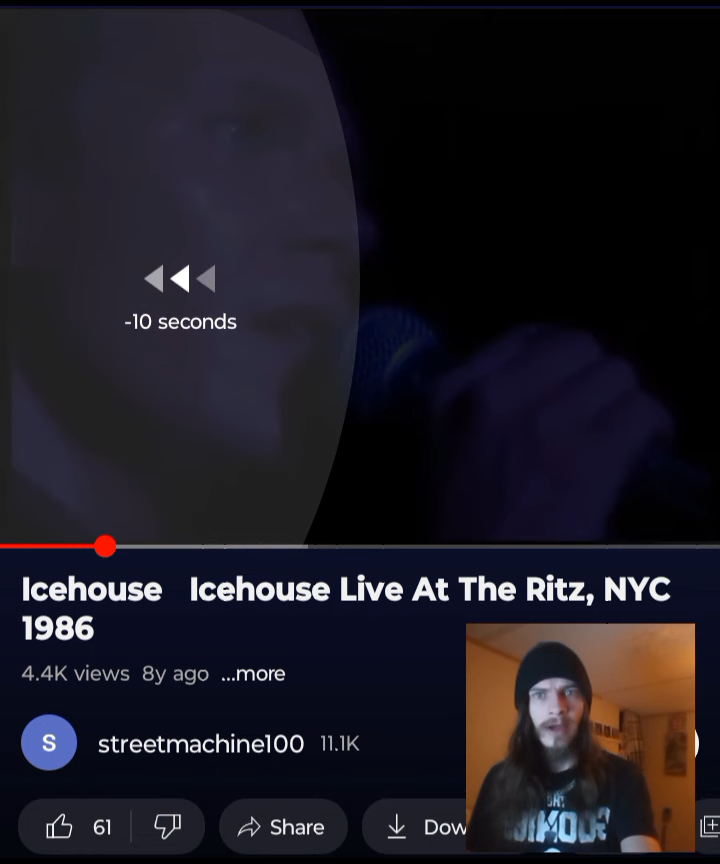 -10 seconds
Icehouse Icehouse Live At The Ritz, NYC
1986
4.4K views 8y ago ...more
S streetmachine100 11.1K
61 Share Dow